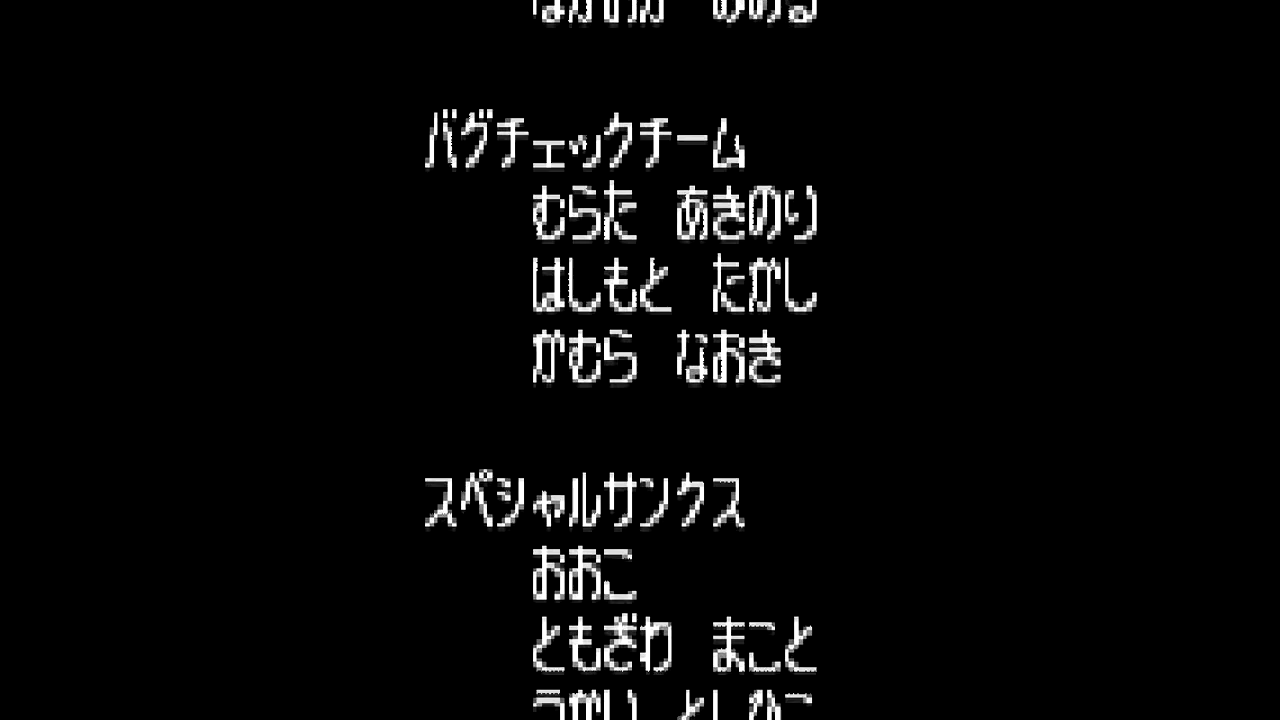 バグチェックチーム
むらた あきのり
はしもと たかし
かむら なおき
スペシャルサンクス
おおこ
ともざわ まこと